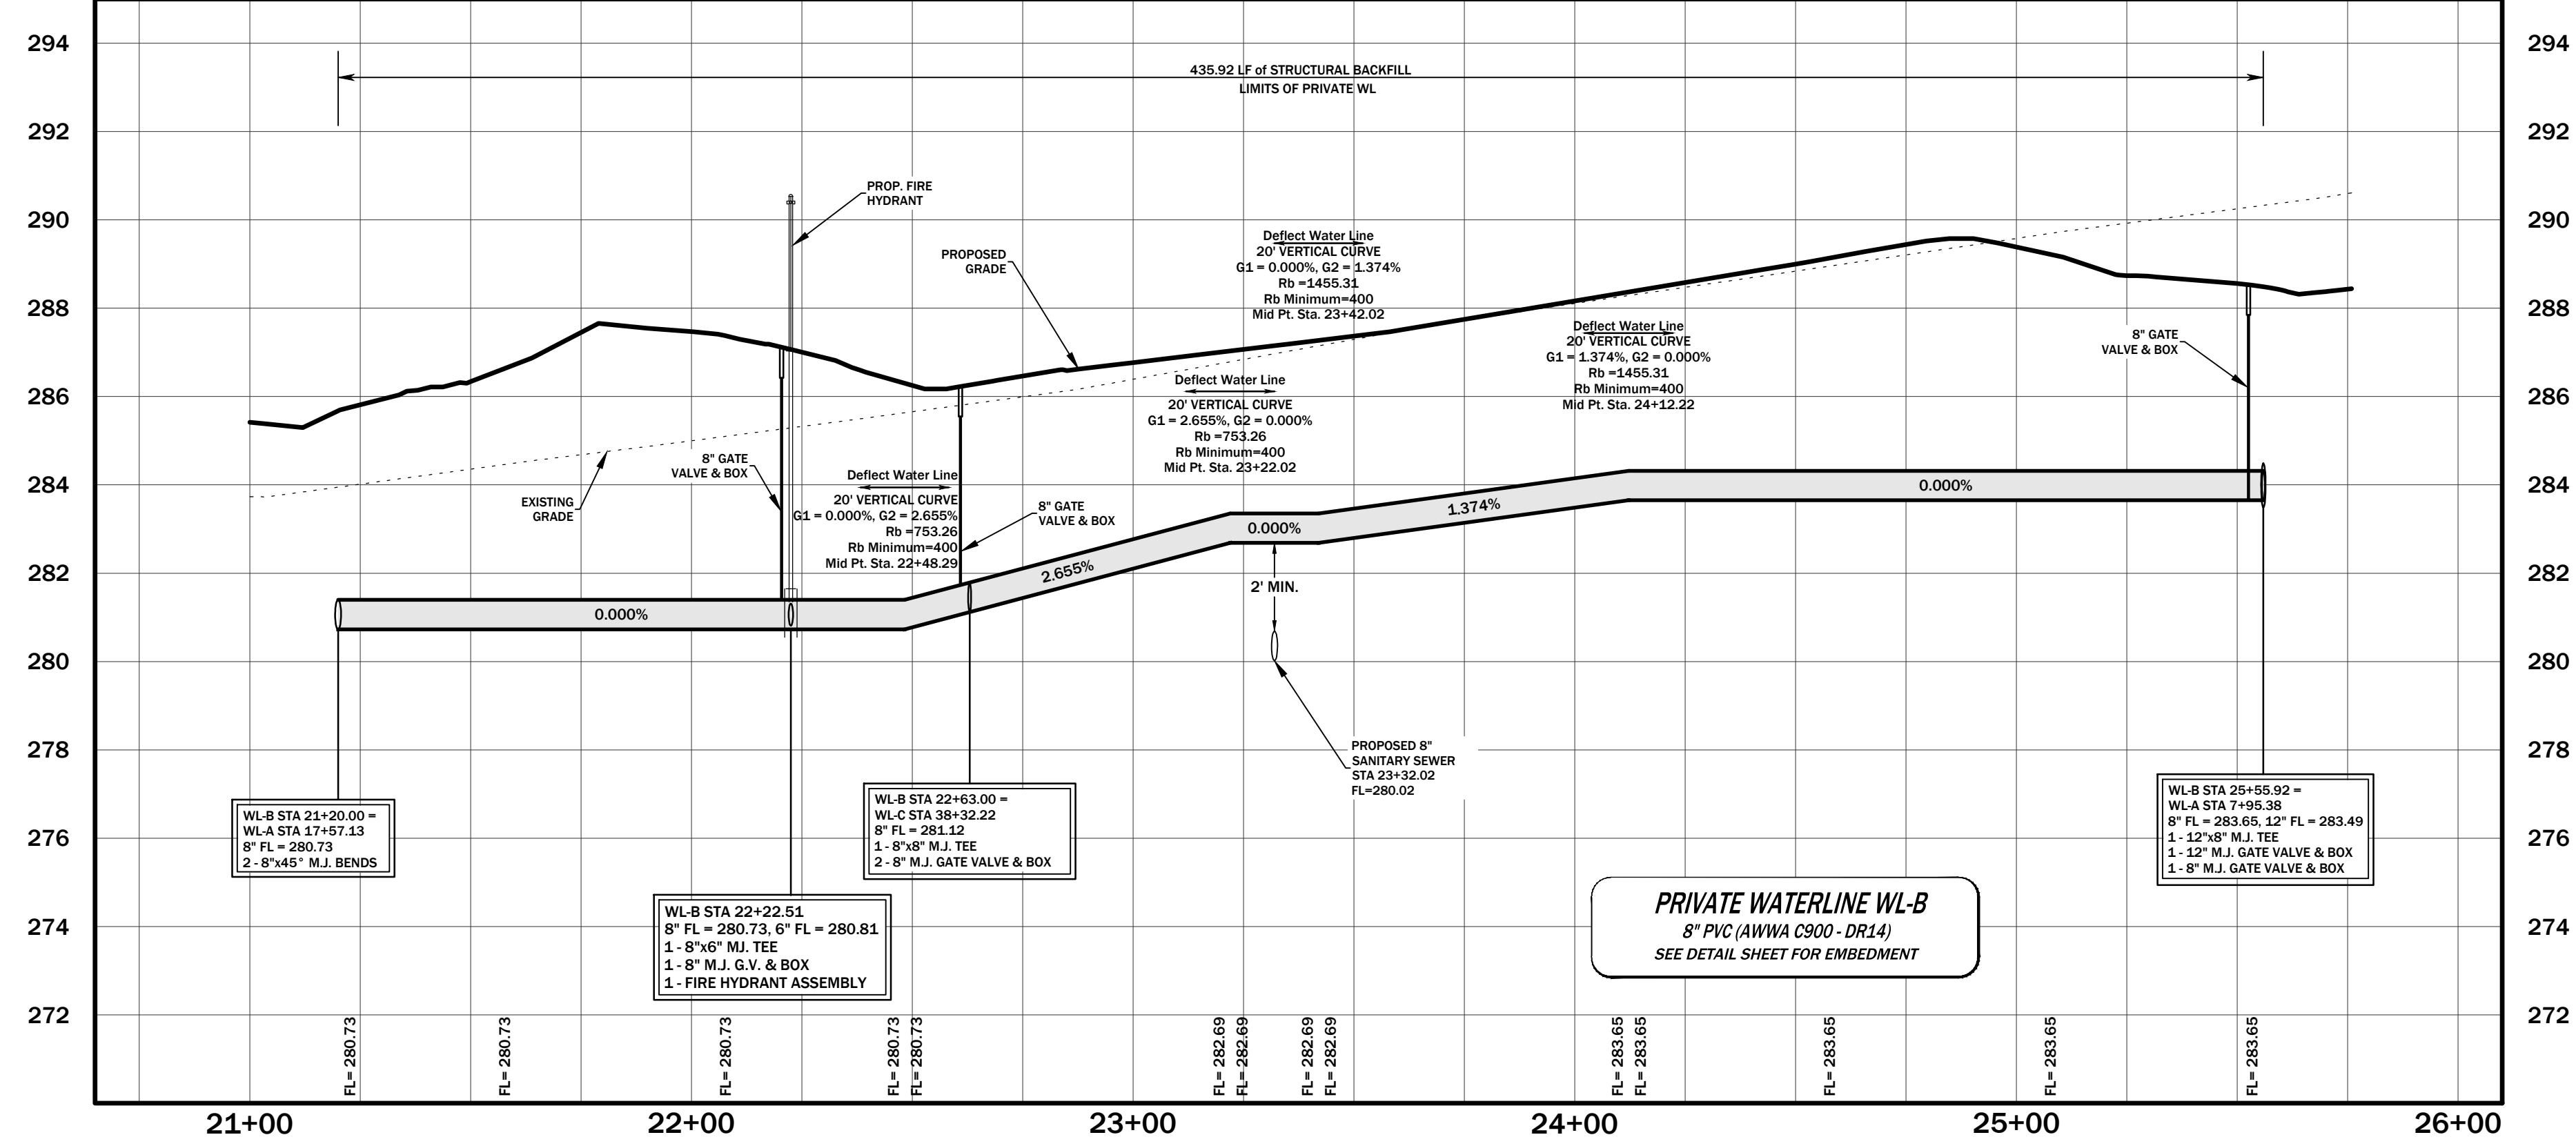 294
294
435.92 LF of STRUCTURAL BACKFILL
LIMITS OF PRIVATE WL
292
292
PROP. FIRE
HYDRANT
290
290
PROPOSED
GRADE
Deflect Water Line
20' VERTICAL CURVE
G1 = 0.000%, G2 = 1.374%
Rb =1455.31
Rb Minimum=400
Mid Pt. Sta. 23+42.02
288
288
Deflect Water Line
20' VERTICAL CURVE
G1 = 1.374%, G2 = 0.000%
Rb =1455.31
Rb Minimum=400
Mid Pt. Sta. 24+12.22
8" GATE
VALVE & BOX
286
286
Deflect Water Line
20' VERTICAL CURVE
G1 = 2.655%, G2 = 0.000%
Rb =753.26
Rb Minimum=400
Mid Pt. Sta. 23+22.02
8" GATE
VALVE & BOX
284
284
EXISTING
GRADE
Deflect Water Line
20' VERTICAL CURVE
G1 = 0.000%, G2 = 2.655%
Rb =753.26
Rb Minimum=400
Mid Pt. Sta. 22+48.29
8" GATE
VALVE & BOX
0.000%
1.374%
0.000%
282
282
2.655%
2' MIN.
0.000%
280
280
278
278
PROPOSED 8"
SANITARY SEWER
STA 23+32.02
FL=280.02
WL-B STA 21+20.00 =
WL-A STA 17+57.13
8" FL = 280.73
2 - 8"x45° M.J. BENDS
WL-B STA 22+63.00 =
WL-C STA 38+32.22
8" FL = 281.12
1 - 8"x8" M.J. TEE
2 - 8" M.J. GATE VALVE & BOX
WL-B STA 25+55.92 =
WL-A STA 7+95.38
8" FL = 283.65, 12" FL = 283.49
1 - 12"x8" M.J. TEE
1 - 12" M.J. GATE VALVE & BOX
1 - 8" M.J. GATE VALVE & BOX
276
276
WL-B STA 22+22.51
8" FL = 280.73, 6" FL = 280.81
1 - 8"x6" MJ. TEE
1 - 8" M.J. G.V. & BOX
1 - FIRE HYDRANT ASSEMBLY
PRIVATE WATERLINE WL-B
8" PVC (AWWA C900 - DR14)
SEE DETAIL SHEET FOR EMBEDMENT
274
274
272
272
FL= 280.73
FL= 280.73
FL= 280.73
FL= 280.73
FL= 280.73
FL= 282.69
FL= 282.69
FL= 282.69
FL= 282.69
FL= 283.65
FL= 283.65
FL= 283.65
FL= 283.65
FL= 283.65
21+00
22+00
23+00
24+00
25+00
26+00